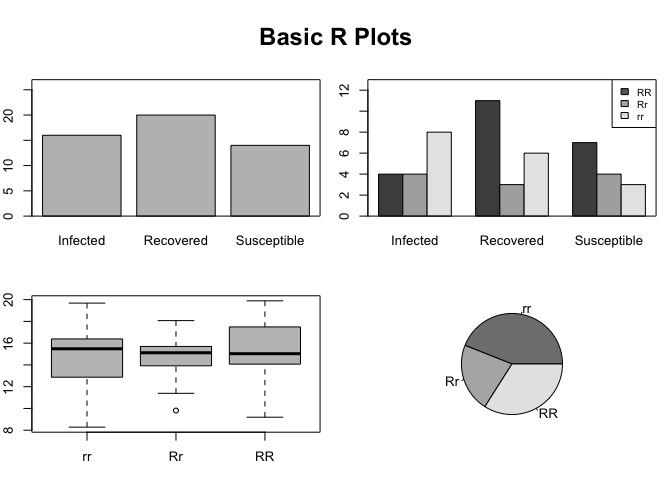 Basic R Plots
0 5 10 20
Infected Recovered Susceptible
0 2 4 6 8 12
RR
Rr
rr
Infected Recovered Susceptible
8 12 16 20
rr Rr RR
rr
Rr
RR